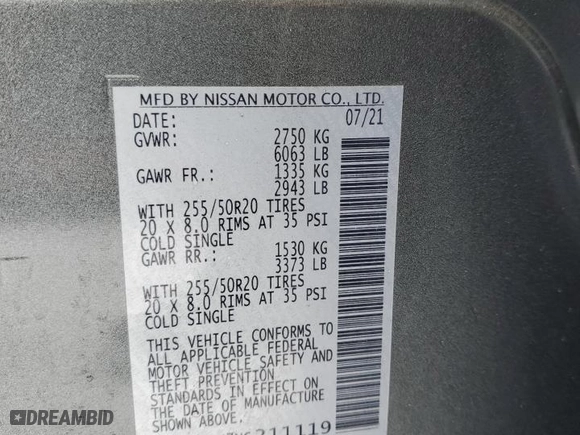 MFD BY NISSAN MOTOR CO., LTD.
DATE: 07/21
GVWR: 2750 KG
6063 LB
GAWR FR.: 1335 KG
2943 LB
WITH 255/50R20 TIRES
20 X 8.0 RIMS AT 35 PSI
COLD SINGLE
GAWR RR.: 1530 KG
3373 LB
WITH 255/50R20 TIRES
20 X 8.0 RIMS AT 35 PSI
COLD SINGLE
THIS VEHICLE CONFORMS TO
ALL APPLICABLE FEDERAL
MOTOR VEHICLE SAFETY AND
THEFT PREVENTION
STANDARDS IN EFFECT ON
THE DATE OF MANUFACTURE
SHOWN ABOVE.
211119
DREAMBID